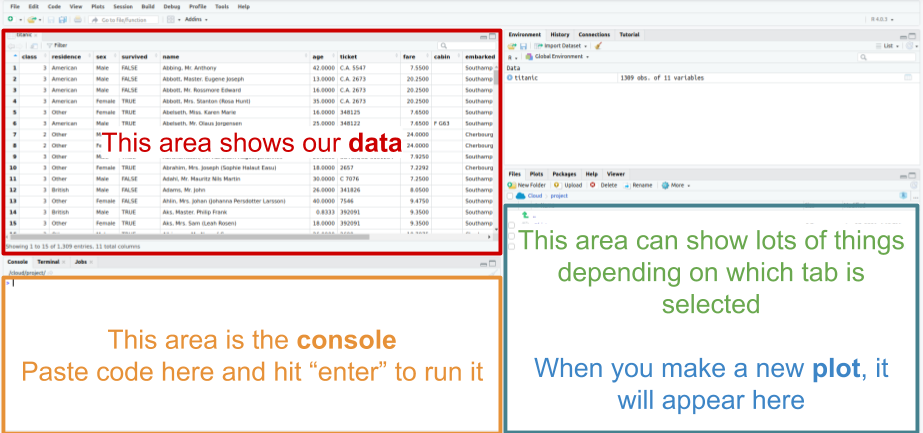 File Edit Code View Plots Session Build Debug Profile Tools Help
Go to file/function Addins R 4.0.3
titanic
Filter
class residence sex survived name age ticket fare cabin embarked
1 3 American Male FALSE Abbing, Mr. Anthony 42.0000 C.A. 5547 7.5500 Southamp
2 3 American Male FALSE Abbott, Master. Eugene Joseph 13.0000 C.A. 2673 20.2500 Southamp
3 3 American Male FALSE Abbott, Mr. Rossmore Edward 16.0000 C.A. 2673 20.2500 Southamp
4 3 American Female TRUE Abbott, Mrs. Stanton (Rosa Hunt) 35.0000 C.A. 2673 20.2500 Southamp
5 3 Other Female TRUE Abelseth, Miss. Karen Marie 16.0000 348125 7.6500 Southamp
6 3 American Male TRUE Abelseth, Mr. Olaus Jorgensen 25.0000 348122 7.6500 F G63 Southamp
7 2 Other 24.0000 Cherbourg
This area shows our data
8 2 Other 24.0000 Cherbourg
9 3 Other 7.9250 Southamp
10 3 Other Female TRUE Abrahim, Mrs. Joseph (Sophie Halaut Easu) 18.0000 2657 7.2292 Cherbourg
11 3 Other Male FALSE Adahl, Mr. Mauritz Nils Martin 30.0000 C 7076 7.2500 Southamp
12 3 British Male FALSE Adams, Mr. John 26.0000 341826 8.0500 Southamp
13 3 Other Female FALSE Ahlin, Mrs. Johan (Johanna Persdotter Larsson) 40.0000 7546 9.4750 Southamp
14 3 British Male TRUE Aks, Master. Philip Frank 0.8333 392091 9.3500 Southamp
15 3 Other Female TRUE Aks, Mrs. Sam (Leah Rosen) 18.0000 392091 9.3500 Southamp
Showing 1 to 15 of 1,309 entries, 11 total columns
Console Terminal Jobs
/cloud/project/
>
This area is the console
Paste code here and hit “enter” to run it
Environment History Connections Tutorial
Import Dataset List
R Global Environment
Data
titanic 1309 obs. of 11 variables
Files Plots Packages Help Viewer
New Folder Upload Delete Rename More
Cloud project
..
This area can show lots of things
depending on which tab is
selected
When you make a new plot, it
will appear here